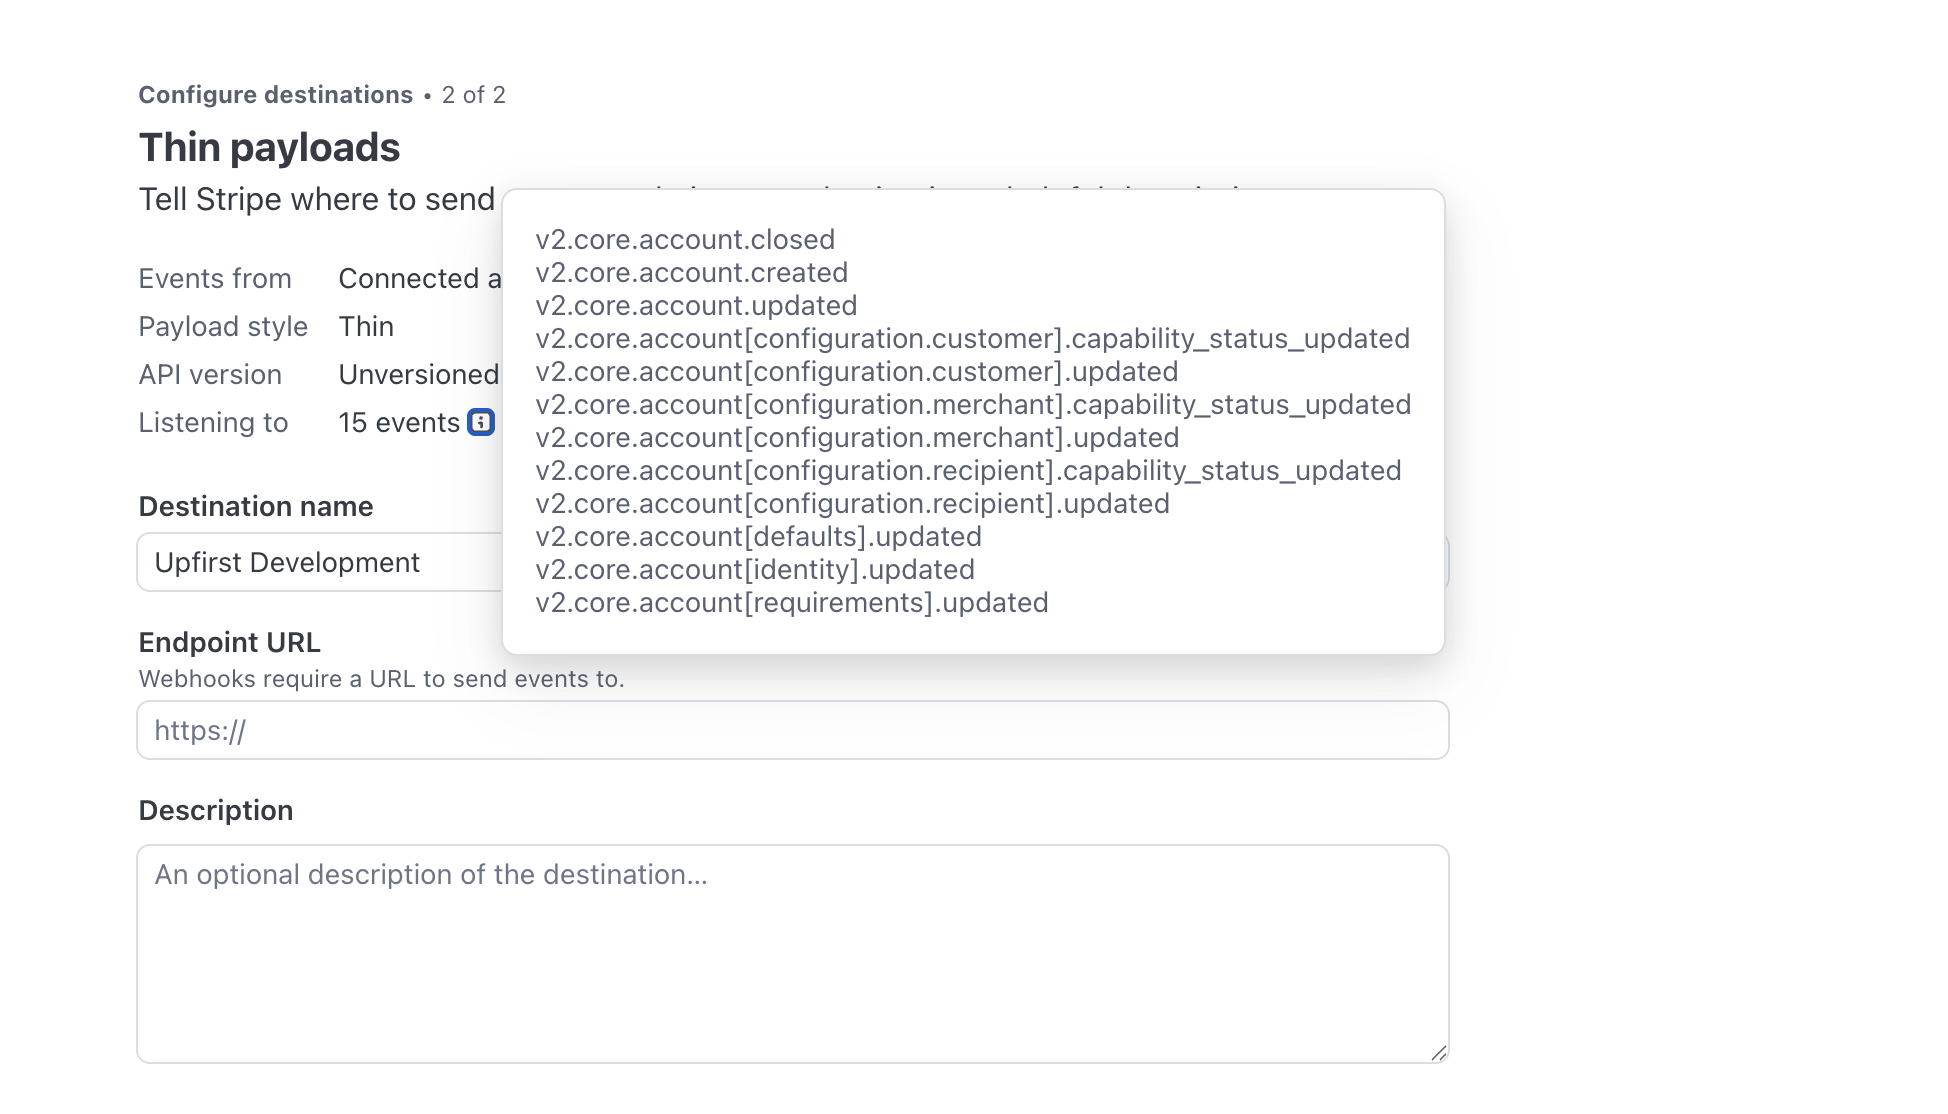 Configure destinations • 2 of 2
Thin payloads
Tell Stripe where to send
Events from Connected a
Payload style Thin
API version Unversioned
Listening to 15 events
v2.core.account.closed
v2.core.account.created
v2.core.account.updated
v2.core.account[configuration.customer].capability_status_updated
v2.core.account[configuration.customer].updated
v2.core.account[configuration.merchant].capability_status_updated
v2.core.account[configuration.merchant].updated
v2.core.account[configuration.recipient].capability_status_updated
v2.core.account[configuration.recipient].updated
v2.core.account[defaults].updated
v2.core.account[identity].updated
v2.core.account[requirements].updated
Destination name
Upfirst Development
Endpoint URL
Webhooks require a URL to send events to.
https://
Description
An optional description of the destination...